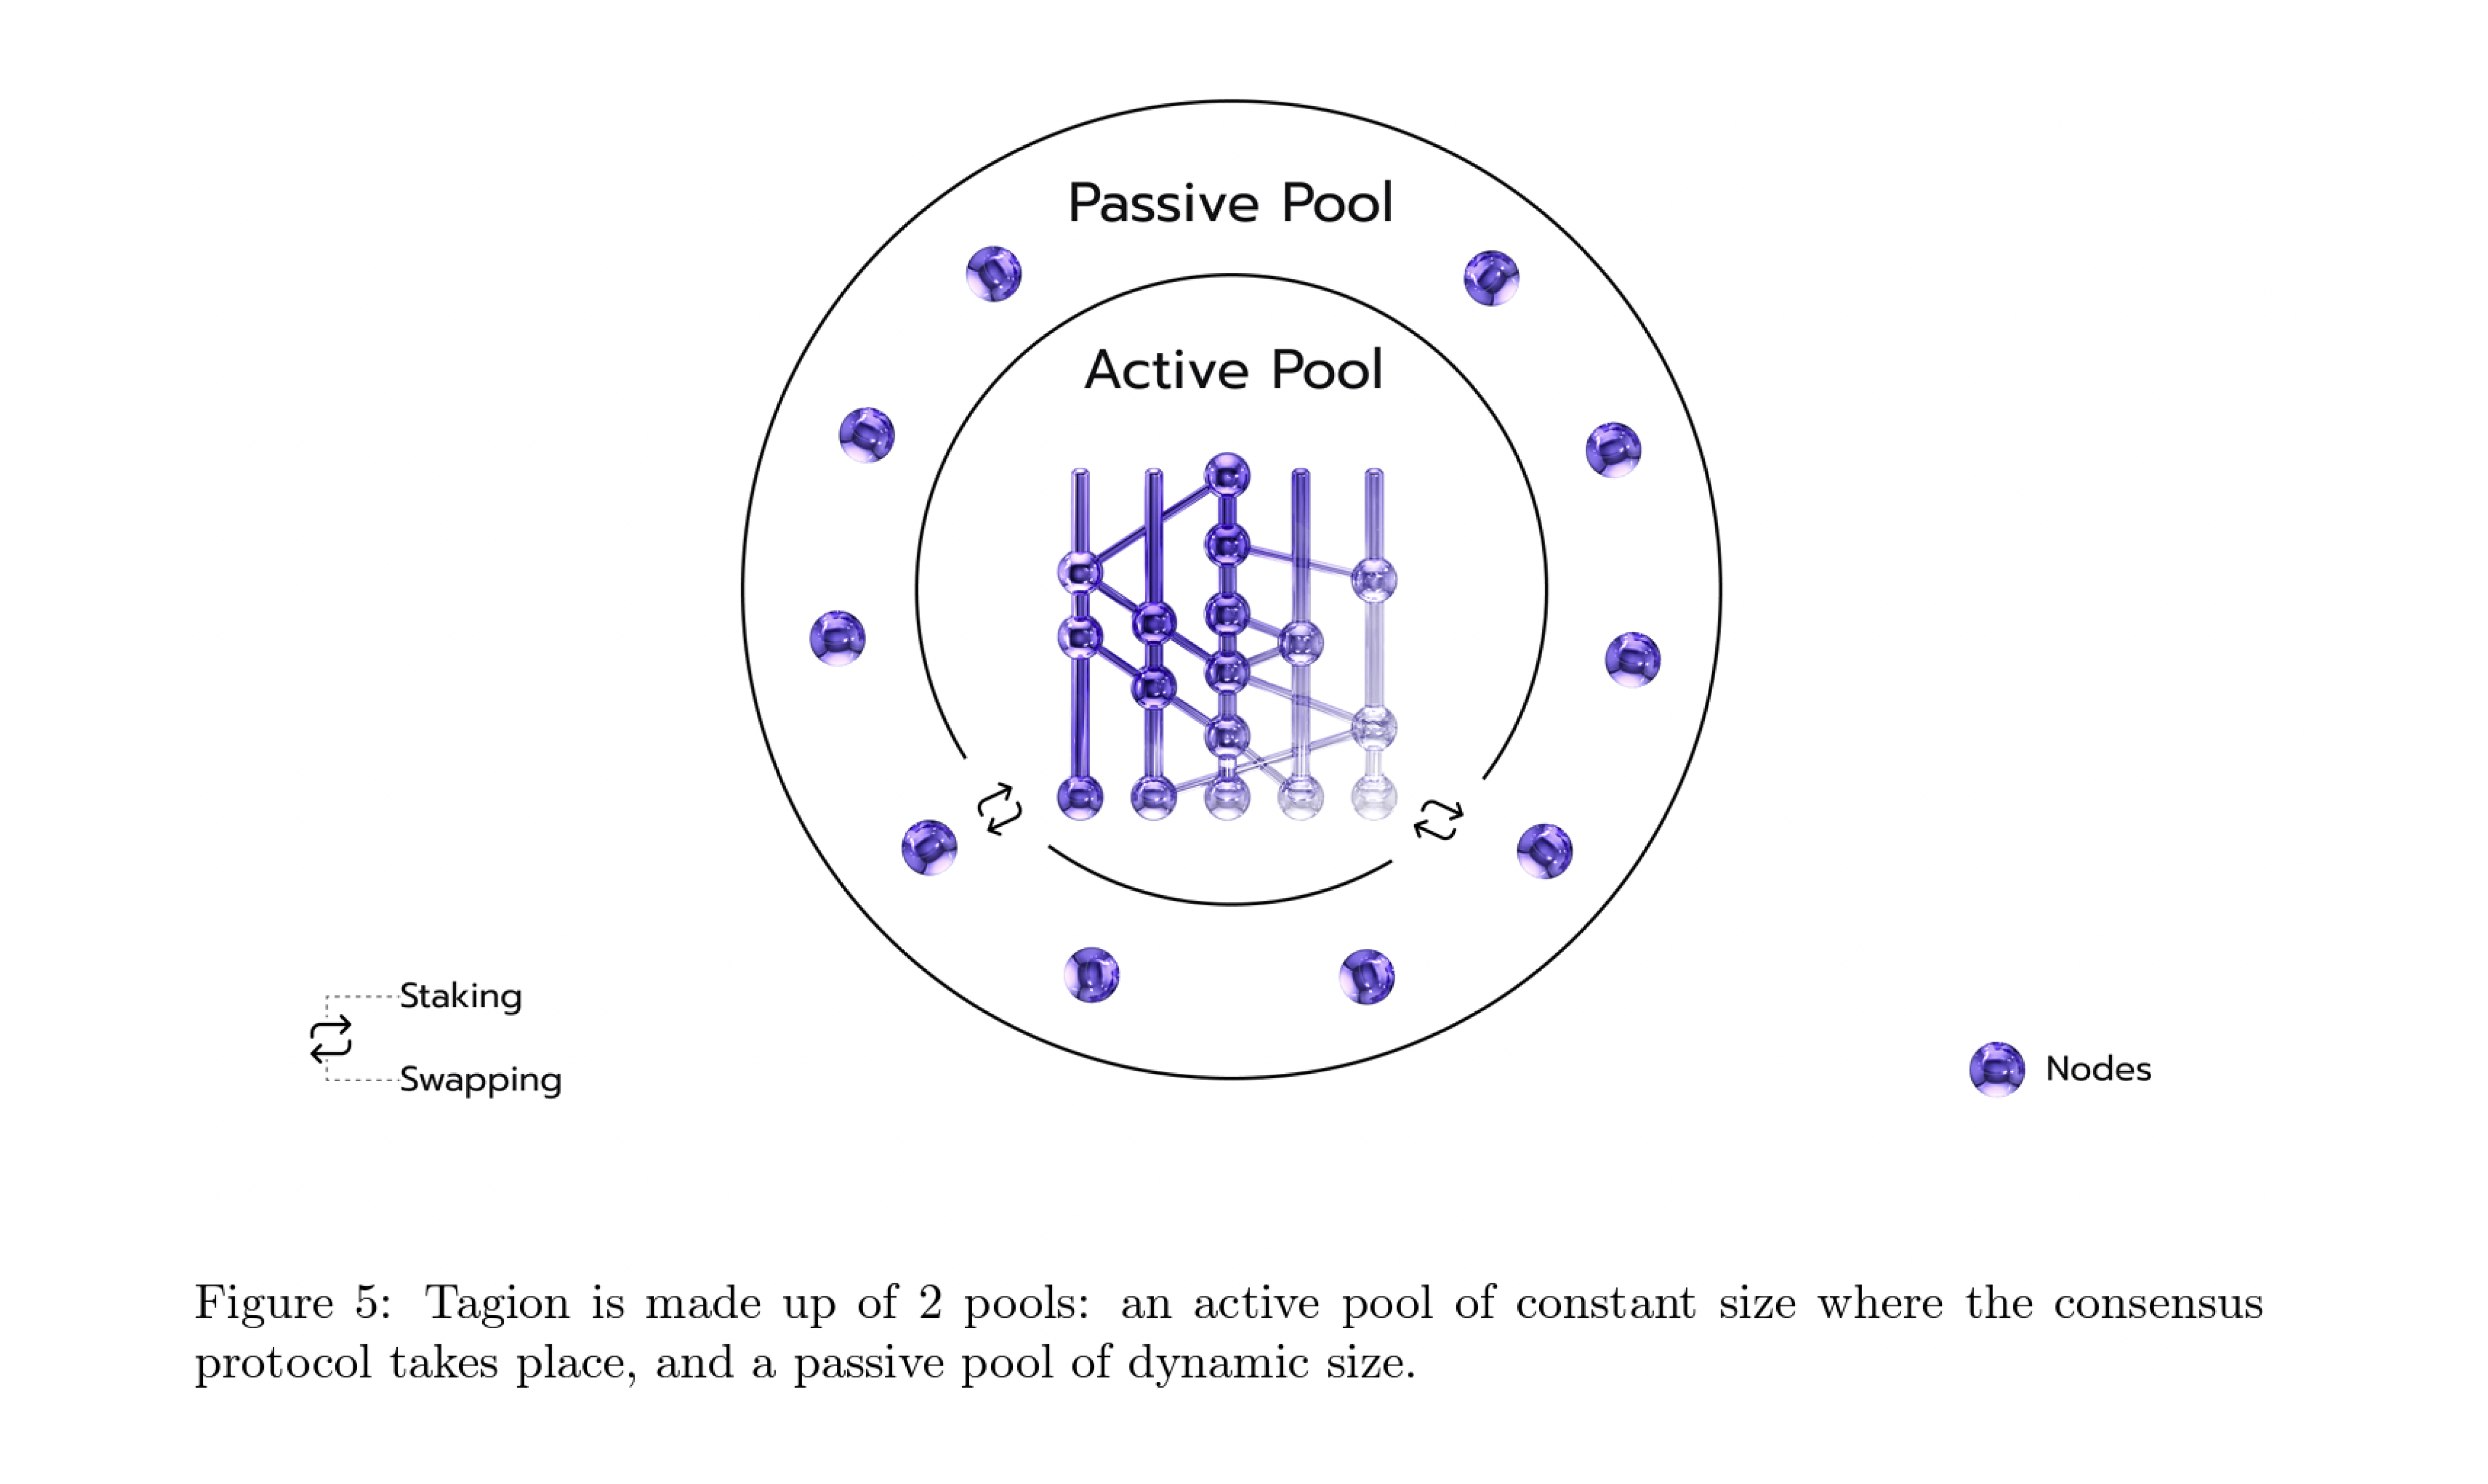 Passive Pool
Active Pool
Staking
Swapping
Nodes
Figure 5: Tagion is made up of 2 pools: an active pool of constant size where the consensus
protocol takes place, and a passive pool of dynamic size.